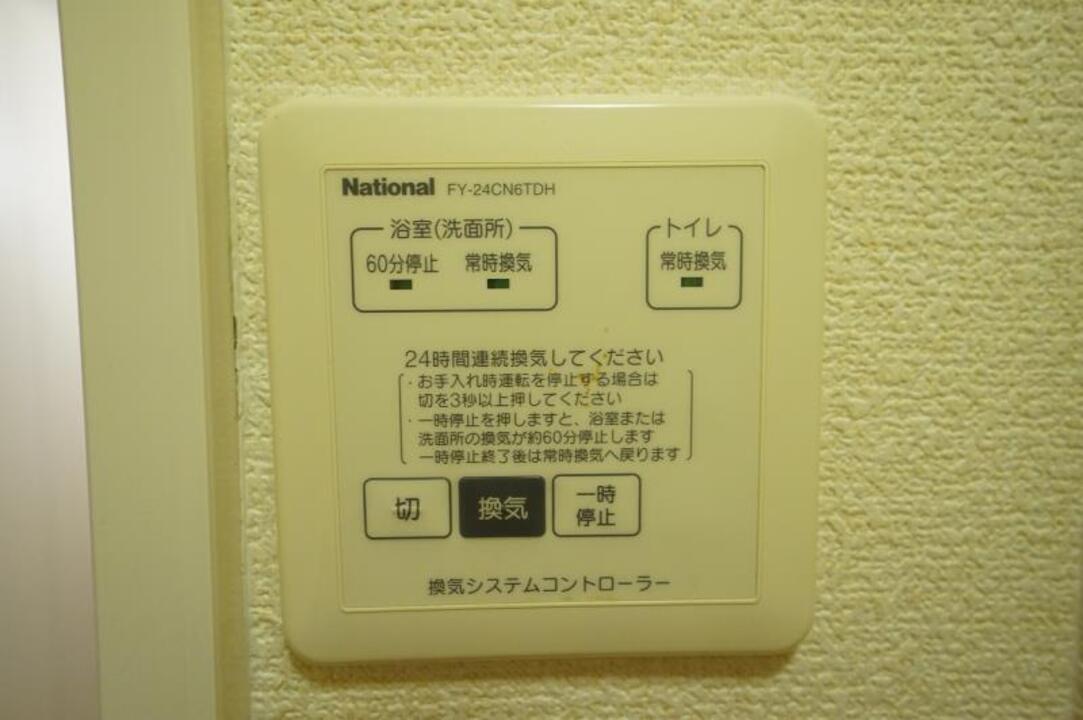 National FY-24CN6TDH
浴室(洗面所)
トイレ
60分停止 常時換気
常時換気
24時間連続換気してください
・お手入れ時運転を停止する場合は
切を3秒以上押してください
・一時停止を押しますと、浴室または
洗面所の換気が約60分停止します
一時停止終了後は常時換気へ戻ります
切
換気
一時
停止
換気システムコントローラー